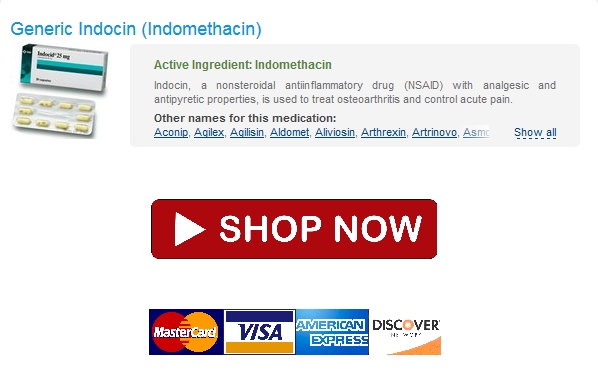 Generic Indocin (Indomethacin)
Indocid® 25 mg
Active Ingredient: Indomethacin
Indocin, a nonsteroidal antiinflammatory drug (NSAID) with analgesic and
antipyretic properties, is used to treat osteoarthritis and control acute pain.
Other names for this medication:
Aconip, Agilex, Agilisin, Aldomet, Aliviosin, Arthrexin, Artrinovo, Asmo
Show all
SHOP NOW
MasterCard
VISA
AMERICAN
EXPRESS
DISCOVER
NETWORK